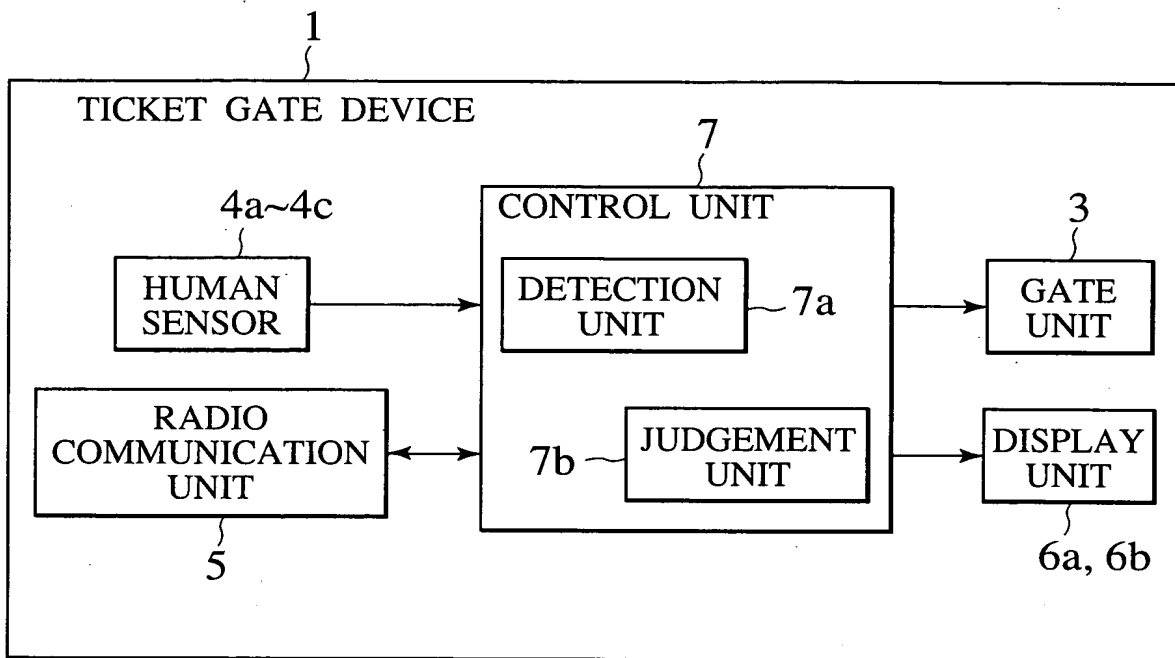 1
TICKET GATE DEVICE
7
4a~4c
CONTROL UNIT
3
HUMAN
SENSOR
DETECTION
UNIT
7a
GATE
UNIT
RADIO
COMMUNICATION
UNIT
7b
JUDGEMENT
UNIT
DISPLAY
UNIT
5
6a, 6b